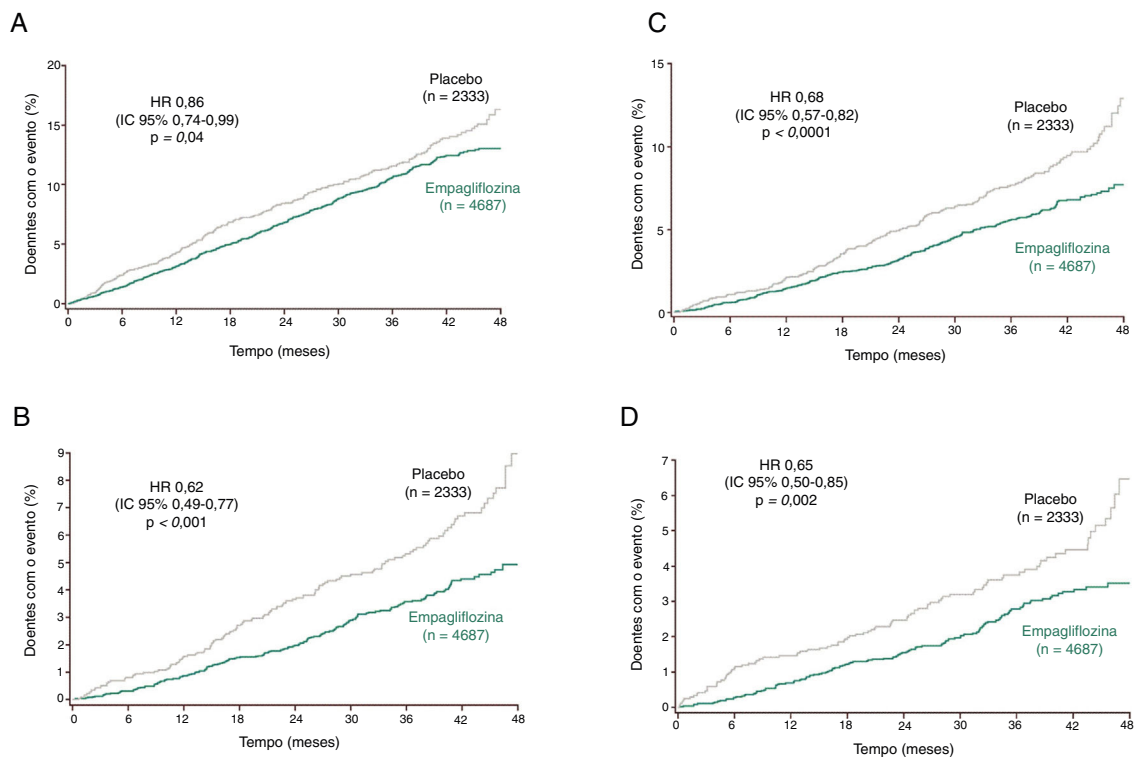 A
Doenntes com o evento (%)
20
15
10
5
0
HR 0,86
(IC 95% 0,74-0,99)
p = 0,04
Placebo
(n = 2333)
Empagliflozina
(n = 4687)
0 6 12 18 24 30 36 42 48
Tempo (meses)
C
Doentes com o evento (%)
15
10
5
0
HR 0,68
(IC 95% 0,57-0,82)
p < 0,0001
Placebo
(n = 2333)
Empagliflozina
(n = 4687)
0 6 12 18 24 30 36 42 48
Tempo (meses)
B
Doentes com o evento (%)
9
8
7
6
5
4
3
2
1
0
HR 0,62
(IC 95% 0,49-0,77)
p < 0,001
Placebo
(n = 2333)
Empagliflozina
(n = 4687)
0 6 12 18 24 30 36 42 48
Tempo (meses)
D
Doentes com o evento (%)
7
6
5
4
3
2
1
0
HR 0,65
(IC 95% 0,50-0,85)
p = 0,002
Placebo
(n = 2333)
Empagliflozina
(n = 4687)
0 6 12 18 24 30 36 42 48
Tempo (meses)